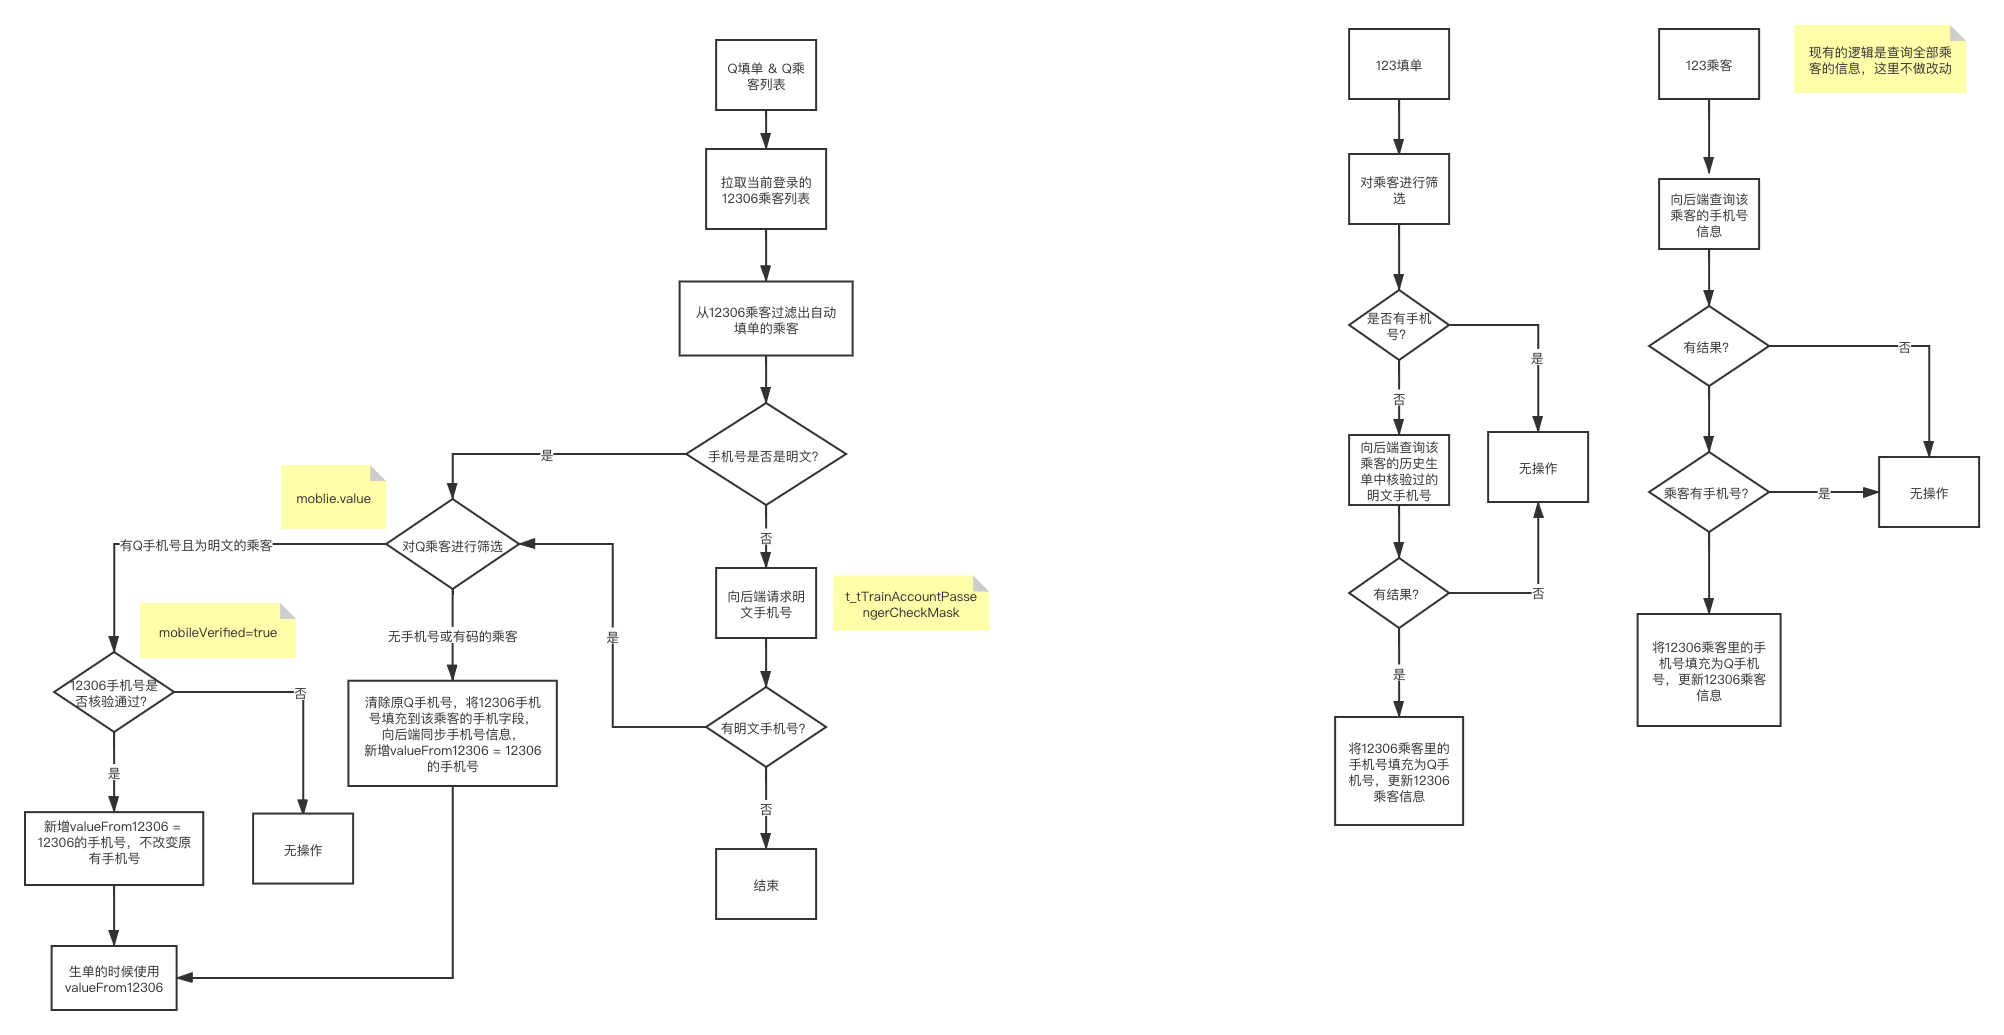 Q填单 & Q乘
客列表
拉取当前登录的
12306乘客列表
从12306乘客过滤出自动
填单的乘客
手机号是否是明文?
是
moblie.value
对Q乘客进行筛选
有Q手机号且为明文的乘客
否
向后端请求明
文手机号
t_tTrainAccountPasse
ngerCheckMask
mobileVerified=true
无手机号或有码的乘客
是
12306手机号是
否核验通过?
否
清除原Q手机号，将12306手机
号填充到该乘客的手机字段，
向后端同步手机号信息，
新增valueFrom12306 = 12306
的手机号
有明文手机号?
是
否
新增valueFrom12306 =
12306的手机号，不改变原
有手机号
无操作
结束
生单的时候使用
valueFrom12306
123填单
对乘客进行筛
选
是否有手机
号?
是
否
向后端查询该
乘客的历史生
单中核验过的
明文手机号
无操作
有结果?
否
是
将12306乘客里的
手机号填充为Q手
机号，更新12306
乘客信息
123乘客
现有的逻辑是查询全部乘
客的信息，这里不做改动
向后端查询该
乘客的手机号
信息
有结果?
否
乘客有手机号?
是
无操作
将12306乘客里的手
机号填充为Q手机
号，更新12306乘客
信息